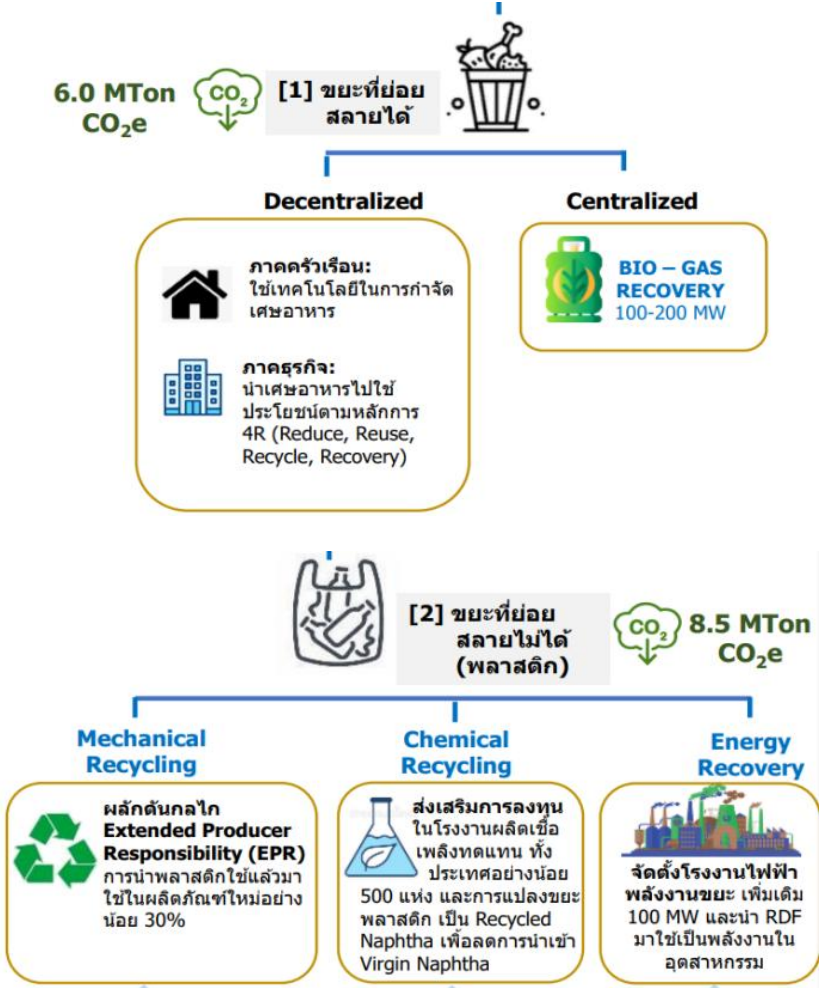 6.0 MTon
CO₂e
CO₂
[1] ขยะที่ย่อย
สลายได้
Decentralized
ภาคครัวเรือน:
ใช้เทคโนโลยีในการกำจัด
เศษอาหาร
ภาคธุรกิจ:
นำเศษอาหารไปใช้
ประโยชน์ตามหลักการ
4R (Reduce, Reuse,
Recycle, Recovery)
Centralized
BIO – GAS
RECOVERY
100-200 MW
[2] ขยะที่ย่อย
สลายไม่ได้
(พลาสติก)
CO₂
8.5 MTon
CO₂e
Mechanical
Recycling
ผลักดันกลไก
Extended Producer
Responsibility (EPR)
การนำพลาสติกใช้แล้วมา
ใช้ในผลิตภัณฑ์ใหม่อย่าง
น้อย 30%
Chemical
Recycling
ส่งเสริมการลงทุน
ในโรงงานผลิตเชื้อ
เพลิงทดแทน ทั้ง
ประเทศอย่างน้อย
500 แห่ง และการแปลงขยะ
พลาสติก เป็น Recycled
Naphtha เพื่อลดการนำเข้า
Virgin Naphtha
Energy
Recovery
จัดตั้งโรงงานไฟฟ้า
พลังงานขยะ เพิ่มเติม
100 MW และนำ RDF
มาใช้เป็นพลังงานใน
อุตสาหกรรม